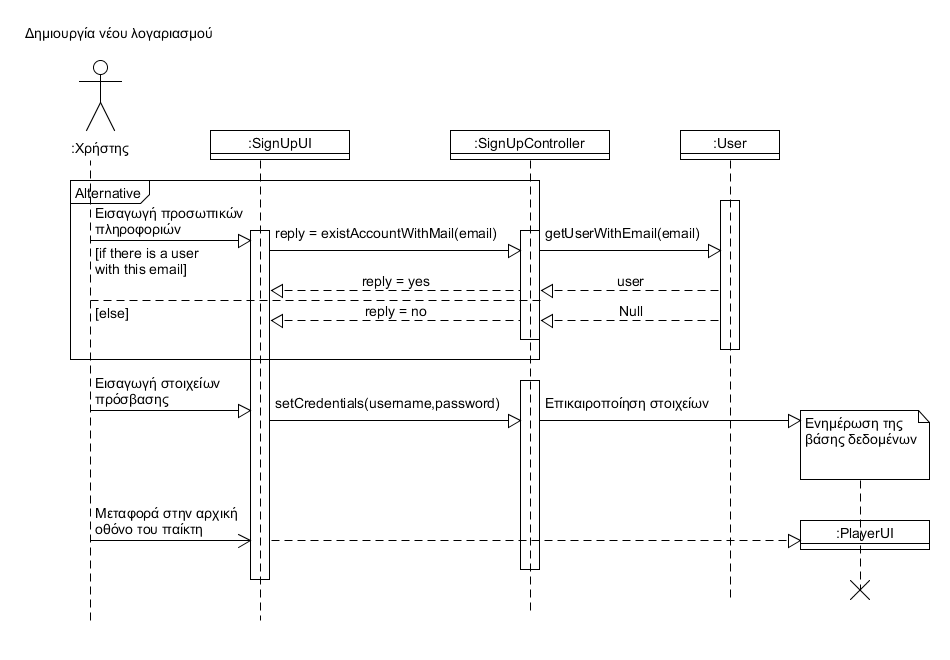 Δημιουργία νέου λογαριασμού
:Χρήστης
:SignUpUI
:SignUpController
:User
Alternative
Εισαγωγή προσωπικών
πληροφοριών
reply = existAccountWithMail(email)
getUserWithEmail(email)
[if there is a user
with this email]
reply = yes
user
[else]
reply = no
Null
Εισαγωγή στοιχείων
πρόσβασης
setCredentials(username,password)
Επικαιροποίηση στοιχείων
Ενημέρωση της
βάσης δεδομένων
Μεταφορά στην αρχική
οθόνο του παίκτη
:PlayerUI